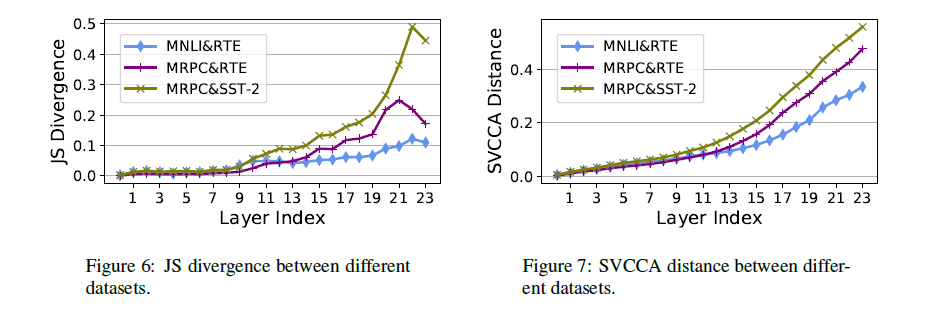 0.5
0.4
0.3
0.2
0.1
0.0
JS Divergence
MNLI&RTE
MRPC&RTE
MRPC&SST-2
1 3 5 7 9 11 13 15 17 19 21 23
Layer Index
Figure 6: JS divergence between different
datasets.
0.4
0.2
0.0
SVCCA Distance
MNLI&RTE
MRPC&RTE
MRPC&SST-2
1 3 5 7 9 11 13 15 17 19 21 23
Layer Index
Figure 7: SVCCA distance between differ-
ent datasets.